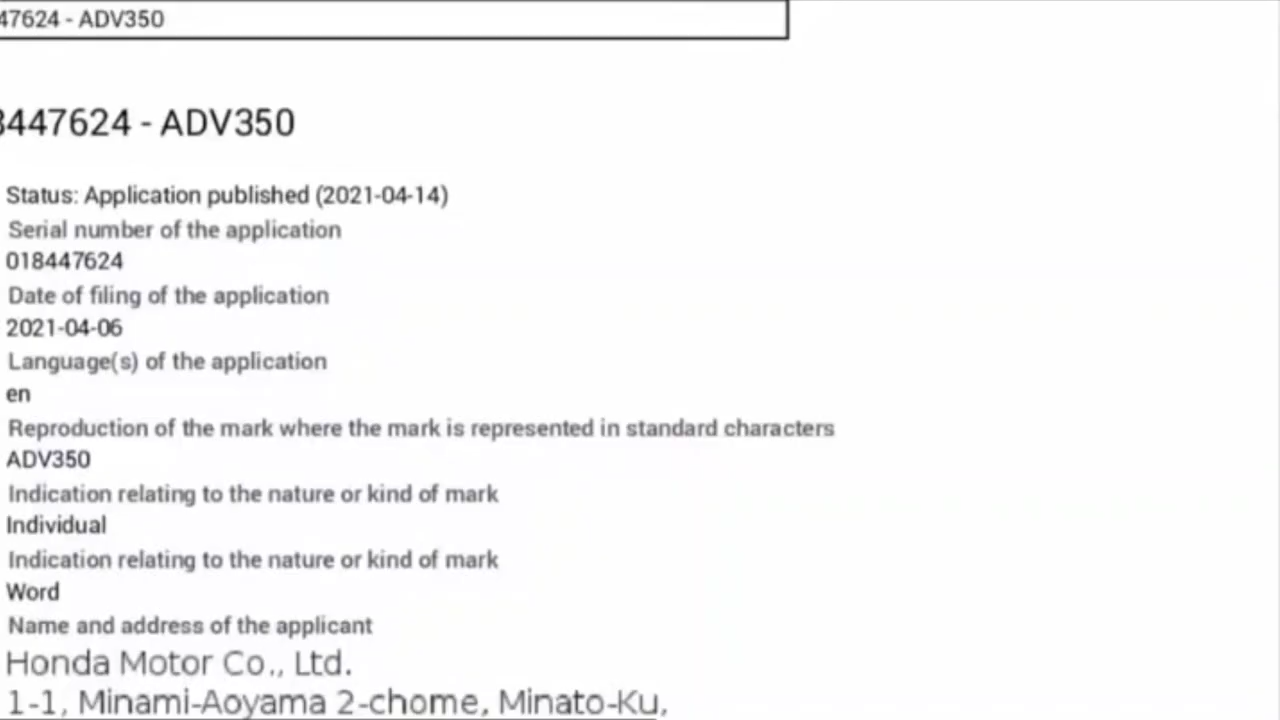 47624 - ADV350
8447624 - ADV350
Status: Application published (2021-04-14)
Serial number of the application
018447624
Date of filing of the application
2021-04-06
Language(s) of the application
en
Reproduction of the mark where the mark is represented in standard characters
ADV350
Indication relating to the nature or kind of mark
Individual
Indication relating to the nature or kind of mark
Word
Name and address of the applicant
Honda Motor Co., Ltd.
1-1, Minami-Aoyama 2-chome, Minato-Ku,